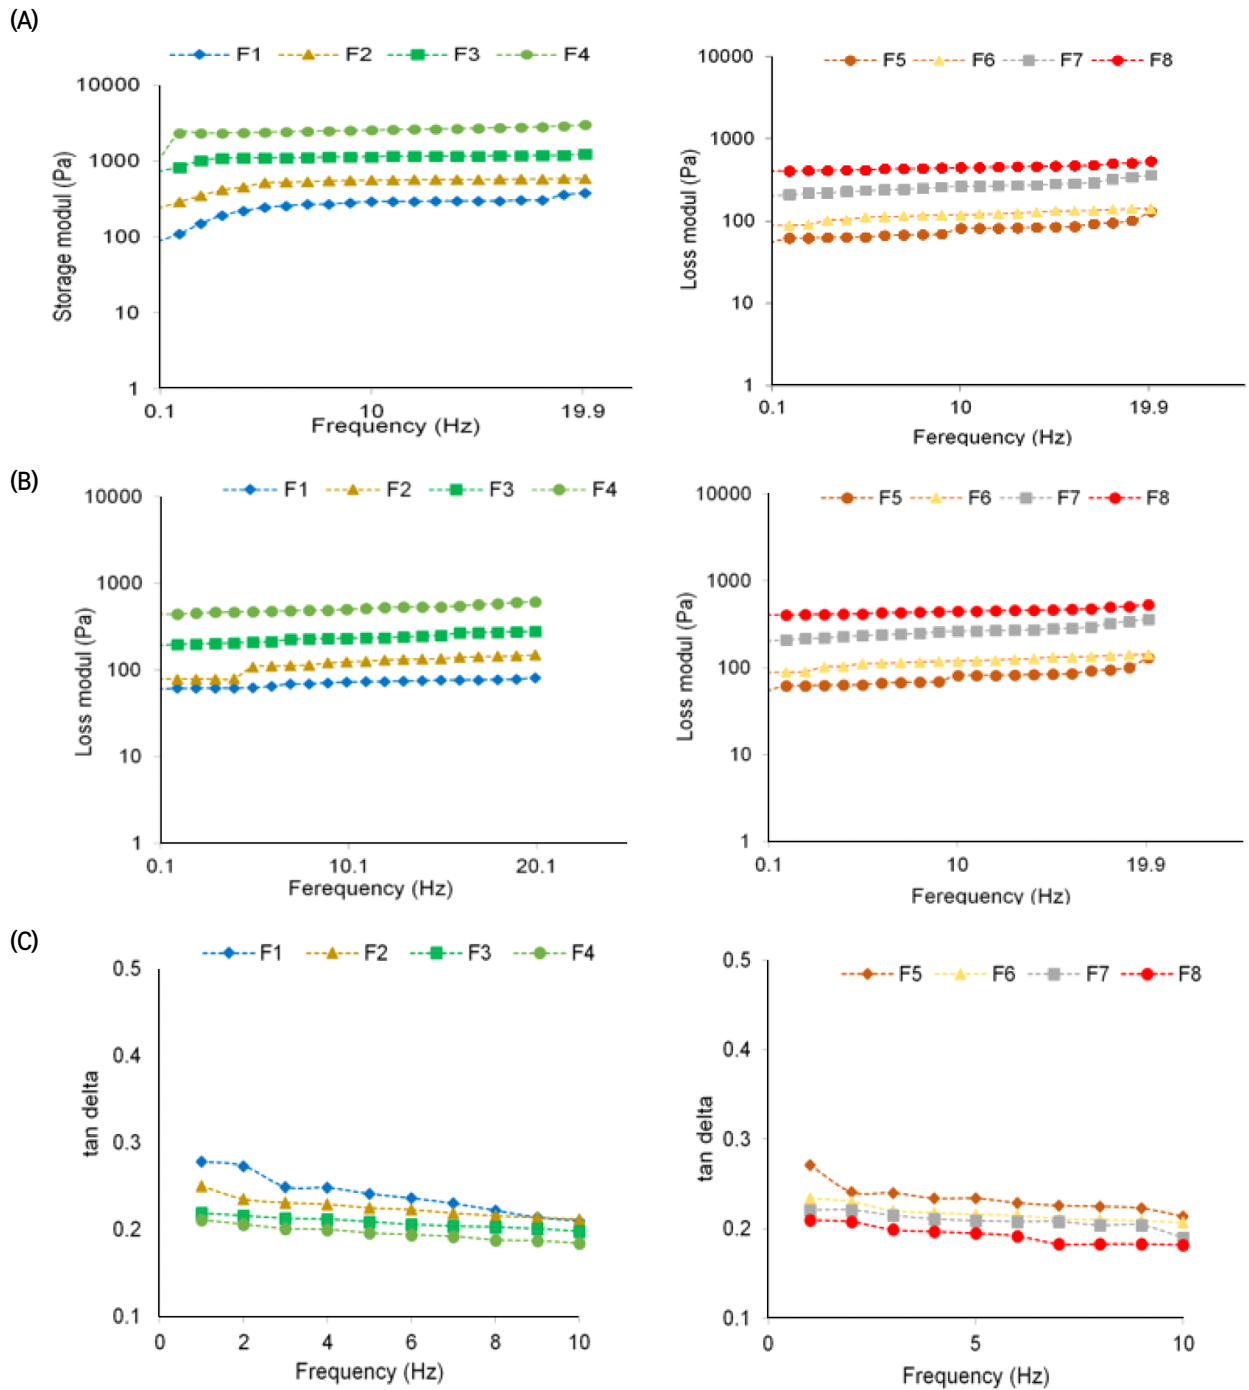 (A)
F1 F2 F3 F4
10000
1000
100
10
1
Storage modul (Pa)
0.1 10 19.9
Frequency (Hz)
F5 F6 F7 F8
10000
1000
100
10
1
Loss modul (Pa)
0.1 10 19.9
Ferequency (Hz)
(B)
F1 F2 F3 F4
10000
1000
100
10
1
Loss modul (Pa)
0.1 10.1 20.1
Ferequency (Hz)
F5 F6 F7 F8
10000
1000
100
10
1
Loss modul (Pa)
0.1 10 19.9
Ferequency (Hz)
(C)
F1 F2 F3 F4
0.5
0.4
0.3
0.2
0.1
tan delta
0 2 4 6 8 10
Frequency (Hz)
F5 F6 F7 F8
0.5
0.4
0.3
0.2
0.1
tan delta
0 5 10
Frequency (Hz)